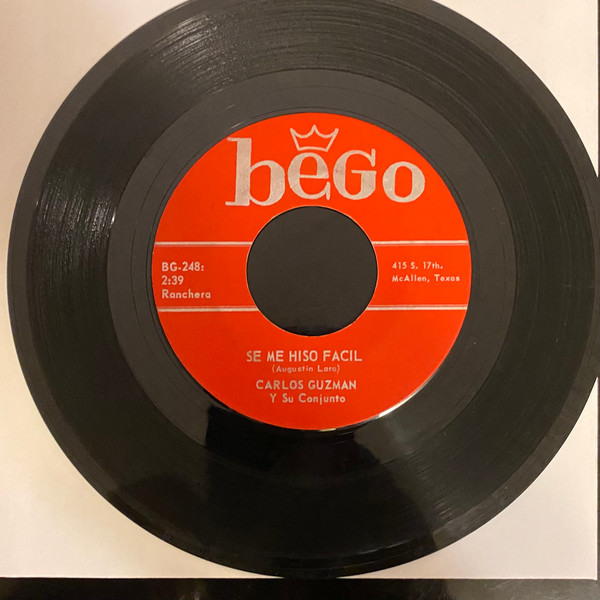 beGo
BG-248:
2:39
Ranchera
415 S. 17th.
McAllen, Texas
SE ME HISO FACIL
(Augustin Lara)
CARLOS GUZMAN
Y Su Conjunto